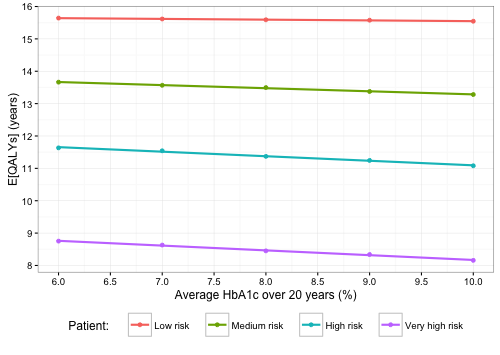 16
15
14
13
12
11
10
9
8
E[QALYs] (years)
6.0 6.5 7.0 7.5 8.0 8.5 9.0 9.5 10.0
Average HbA1c over 20 years (%)
Patient: Low risk Medium risk High risk Very high risk